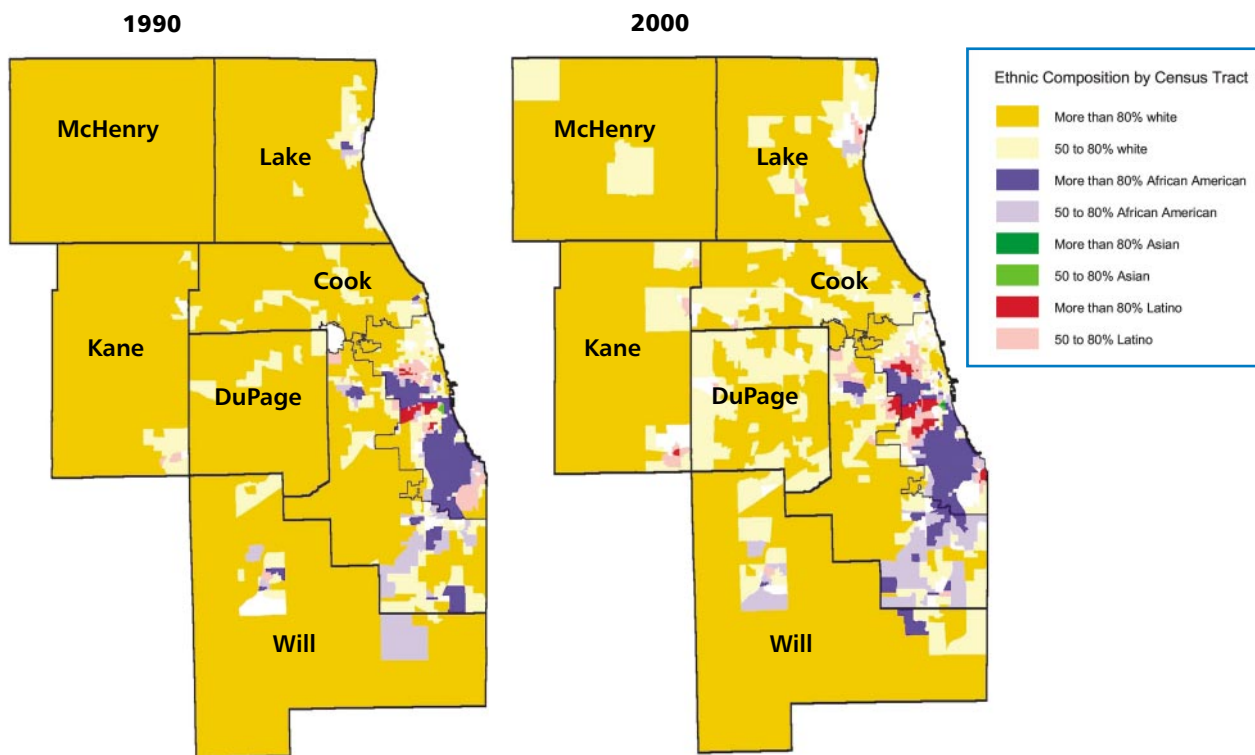 1990
2000
McHenry
Lake
Cook
Kane
DuPage
Will
McHenry
Lake
Cook
Kane
DuPage
Will
Ethnic Composition by Census Tract
More than 80% white
50 to 80% white
More than 80% African American
50 to 80% African American
More than 80% Asian
50 to 80% Asian
More than 80% Latino
50 to 80% Latino